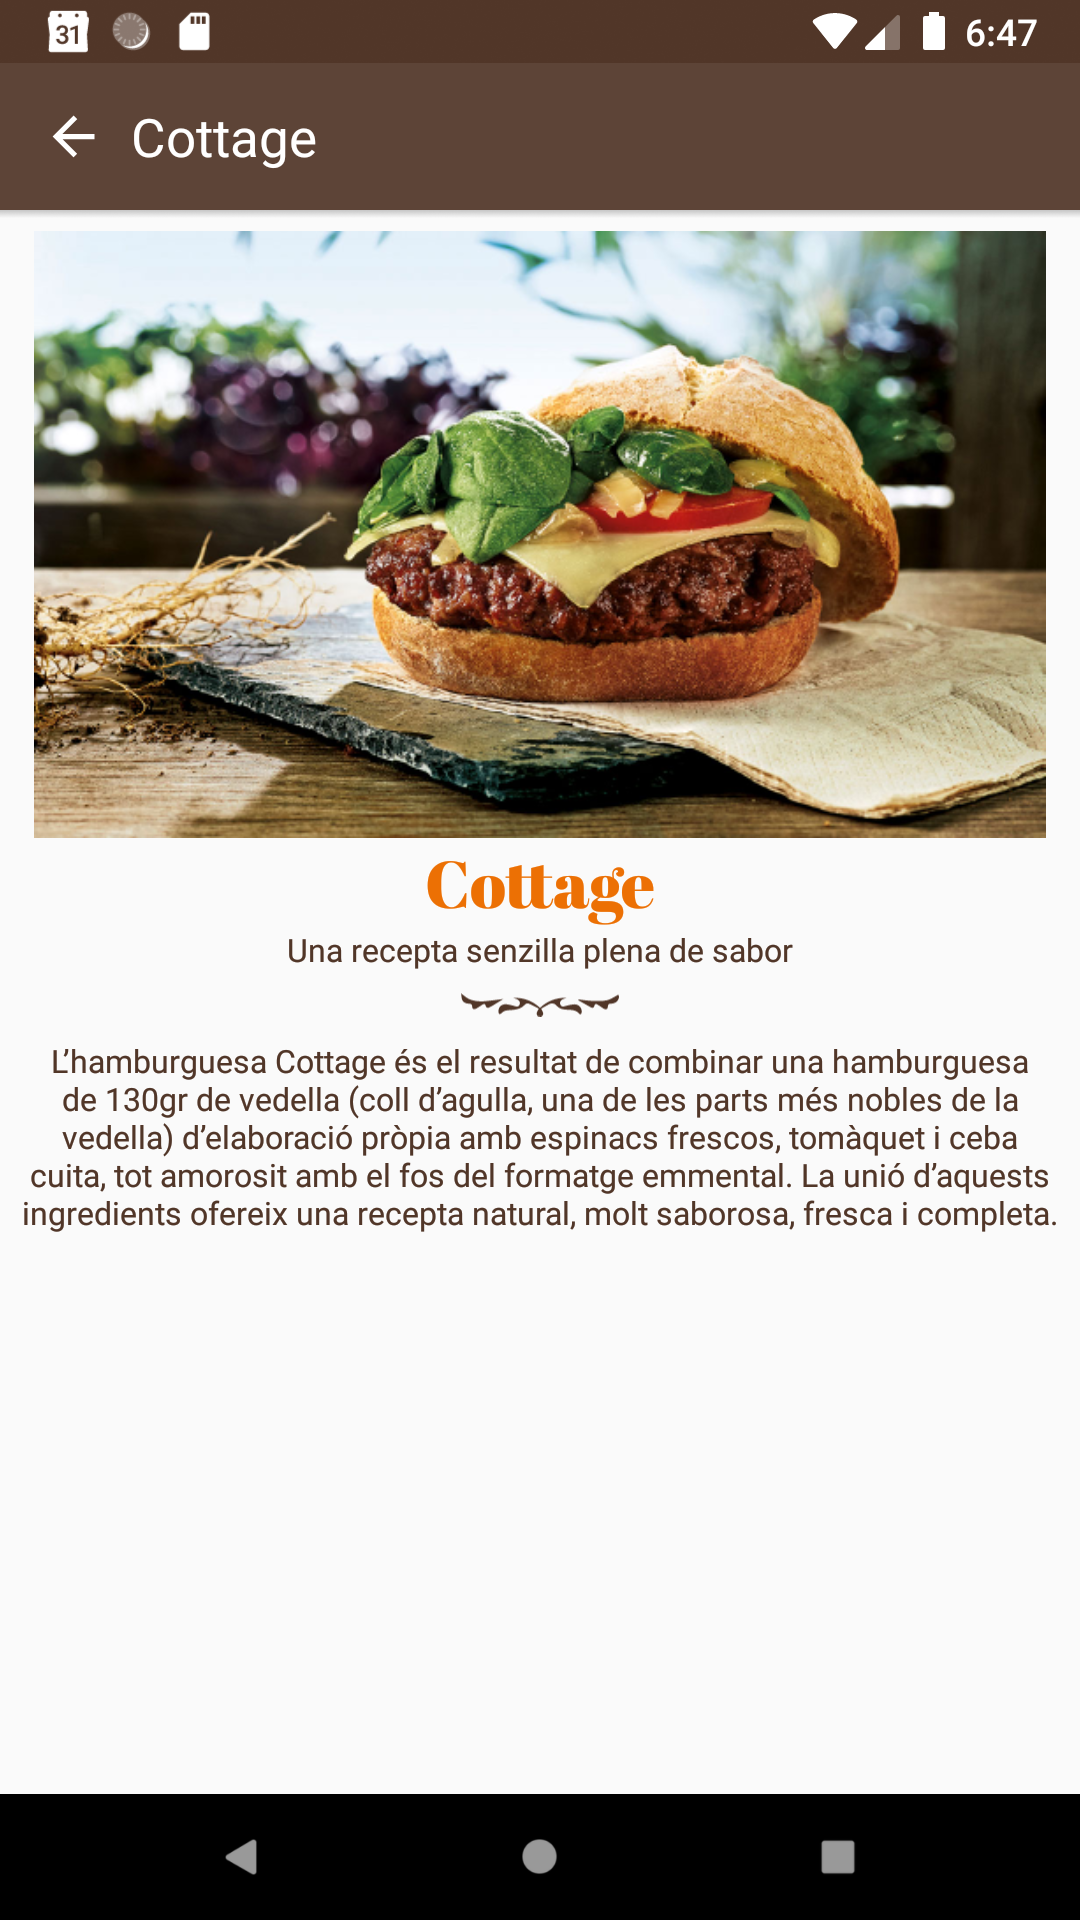 31
6:47
Cottage
Cottage
Una recepta senzilla plena de sabor
L’hamburguesa Cottage és el resultat de combinar una hamburguesa
de 130gr de vedella (coll d’agulla, una de les parts més nobles de la
vedella) d’elaboració pròpia amb espinacs frescos, tomàquet i ceba
cuita, tot amorosit amb el fos del formatge emmental. La unió d’aquests
ingredients ofereix una recepta natural, molt saborosa, fresca i completa.